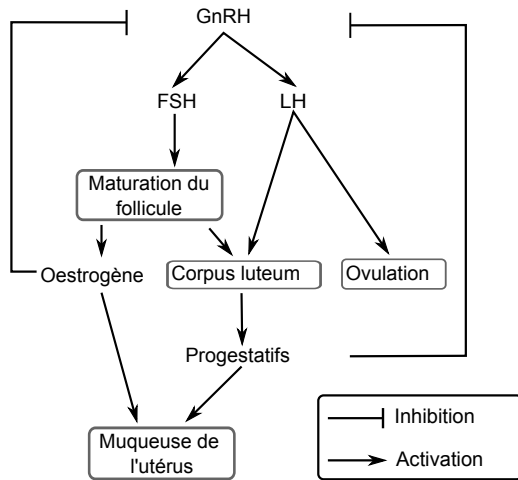 GnRH
FSH
LH
Maturation du
follicule
Oestrogène
Corpus luteum
Ovulation
Progestatifs
Muqueuse de
l'utérus
Inhibition
Activation